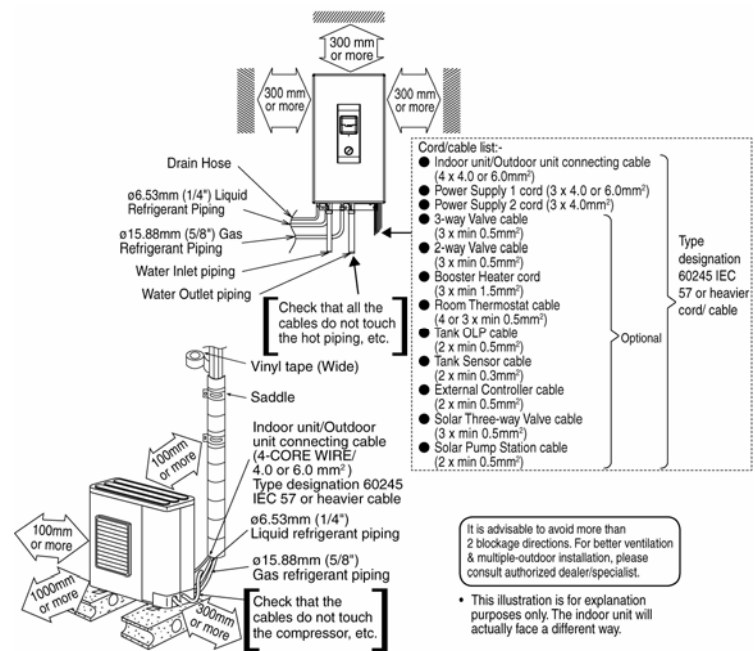 300 mm
or more
300 mm
or more
300 mm
or more
Drain Hose
ø6.53mm (1/4") Liquid
Refrigerant Piping
ø15.88mm (5/8") Gas
Refrigerant Piping
Water Inlet piping
Water Outlet piping
Check that all the
cables do not touch
the hot piping, etc.
Cord/cable list:-
● Indoor unit/Outdoor unit connecting cable
(4 x 4.0 or 6.0mm²)
● Power Supply 1 cord (3 x 4.0 or 6.0mm²)
● Power Supply 2 cord (3 x 4.0mm²)
● 3-way Valve cable
(3 x min 0.5mm²)
● 2-way Valve cable
(3 x min 0.5mm²)
● Booster Heater cord
(3 x min 1.5mm²)
● Room Thermostat cable
(4 or 3 x min 0.5mm²)
● Tank OLP cable
(2 x min 0.5mm²)
● Tank Sensor cable
(2 x min 0.3mm²)
● External Controller cable
(2 x min 0.5mm²)
● Solar Three-way Valve cable
(3 x min 0.5mm²)
● Solar Pump Station cable
(2 x min 0.5mm²)
Optional
Type
designation
60245 IEC
57 or heavier
cord/ cable
Vinyl tape (Wide)
Saddle
Indoor unit/Outdoor
unit connecting cable
(4-CORE WIRE/
4.0 or 6.0 mm²)
Type designation 60245
IEC 57 or heavier cable
ø6.53mm (1/4")
Liquid refrigerant piping
ø15.88mm (5/8")
Gas refrigerant piping
100mm
or more
100mm
or more
1000mm
or more
300mm
or more
Check that the
cables do not touch
the compressor, etc.
It is advisable to avoid more than
2 blockage directions. For better ventilation
& multiple-outdoor installation, please
consult authorized dealer/specialist.
• This illustration is for explanation
purposes only. The indoor unit will
actually face a different way.